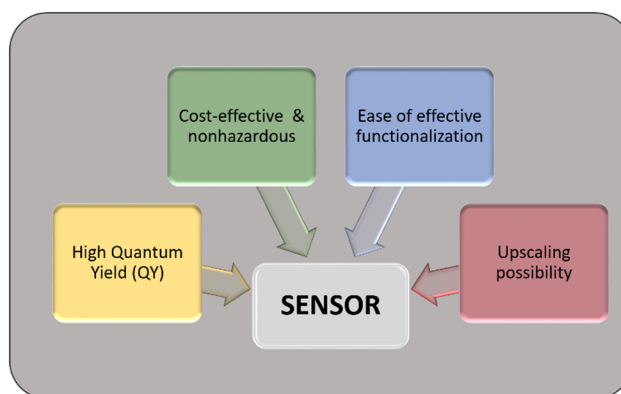 Cost-effective &
nonhazardous
Ease of effective
functionalization
High Quantum
Yield (QY)
Upscaling
possibility
SENSOR